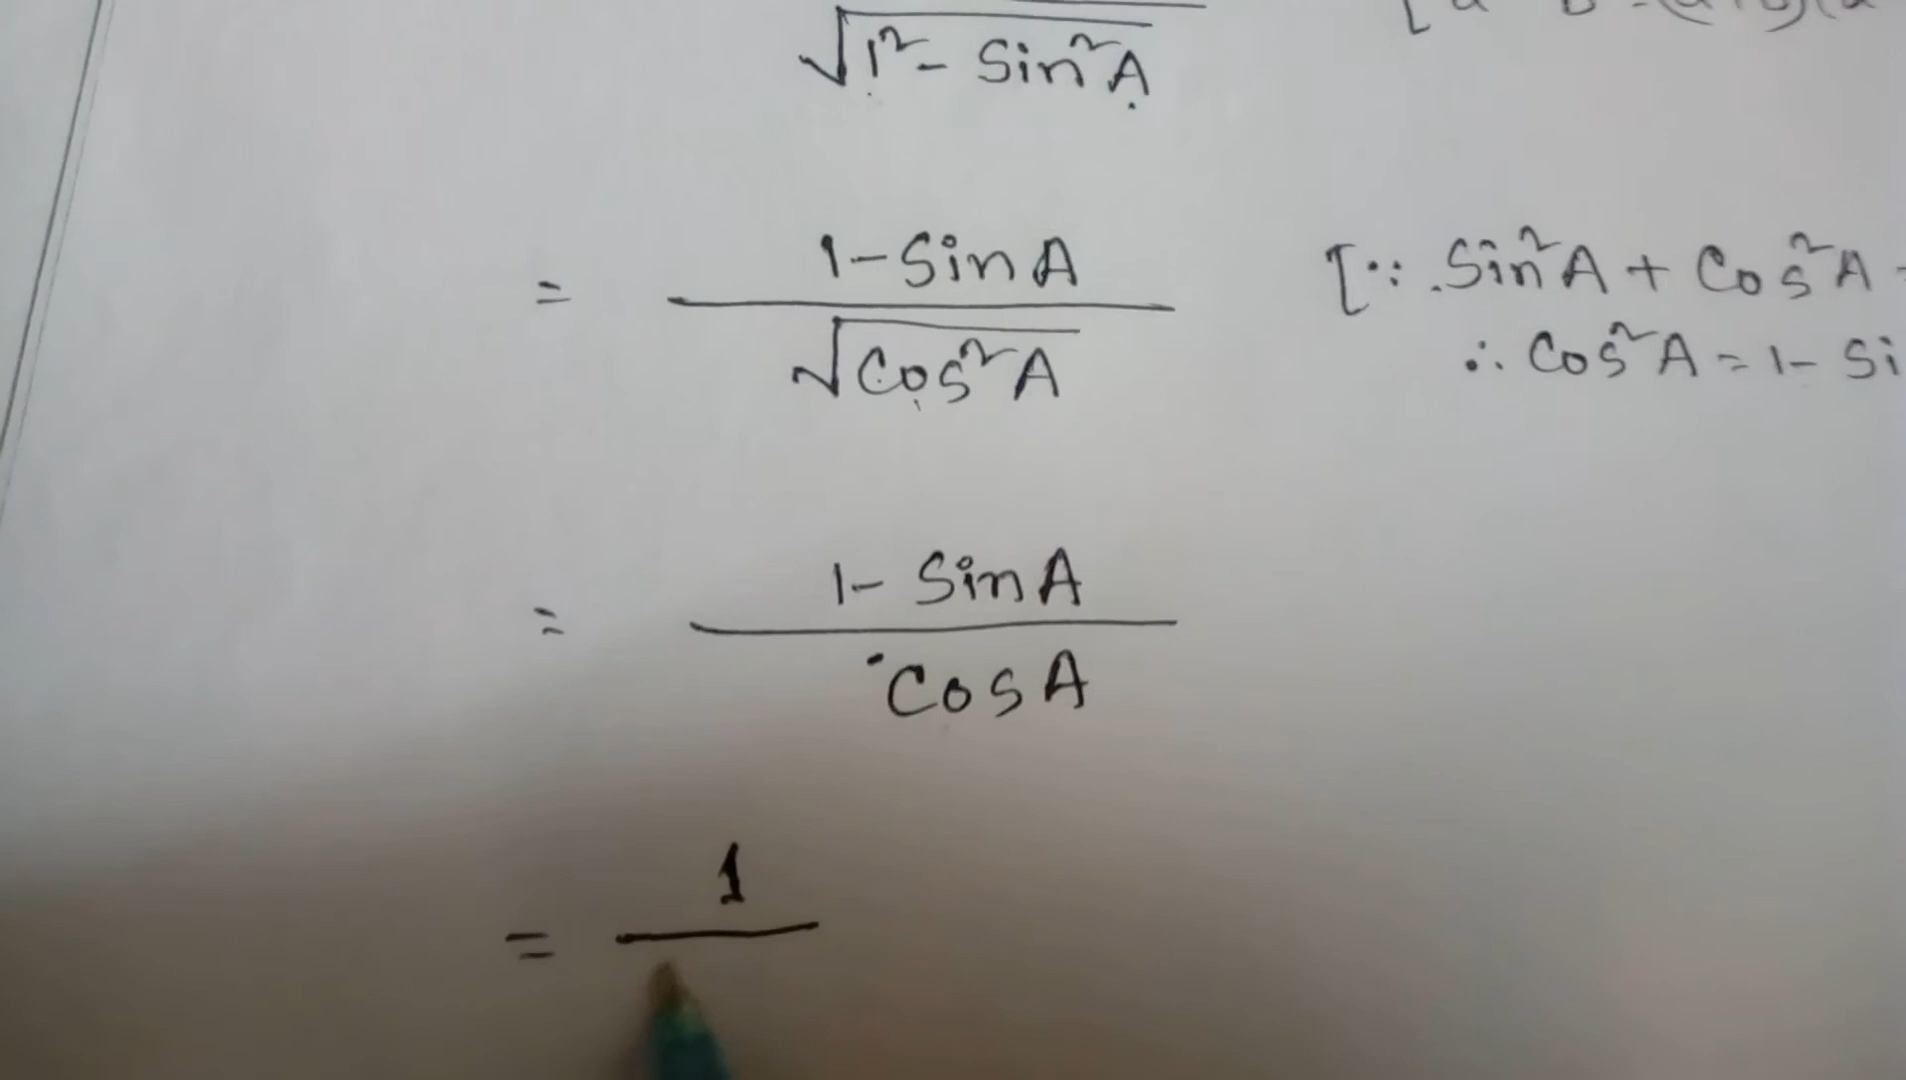 √1² - Sin²A
= 1 - Sin A / √Cos²A [∵ Sin²A + Cos²A
∴ Cos²A = 1 - Si
= 1 - Sin A / Cos A
= 1 /